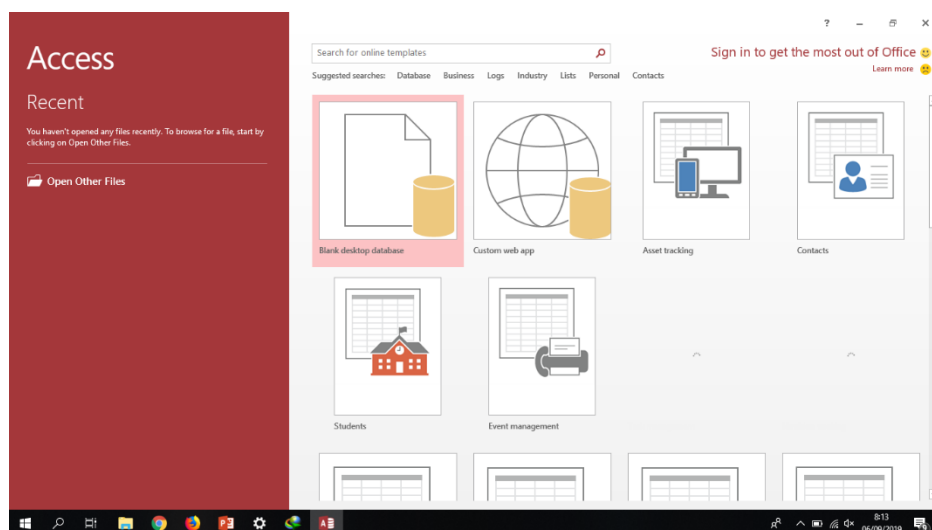 Access
Recent
You haven't opened any files recently. To browse for a file, start by
clicking on Open Other Files.
Open Other Files
?
Search for online templates
Sign in to get the most out of Office
Learn more
Suggested searches: Database Business Logs Industry Lists Personal Contacts
Blank desktop database
Custom web app
Asset tracking
Contacts
Students
Event management
8:13
06/09/2019